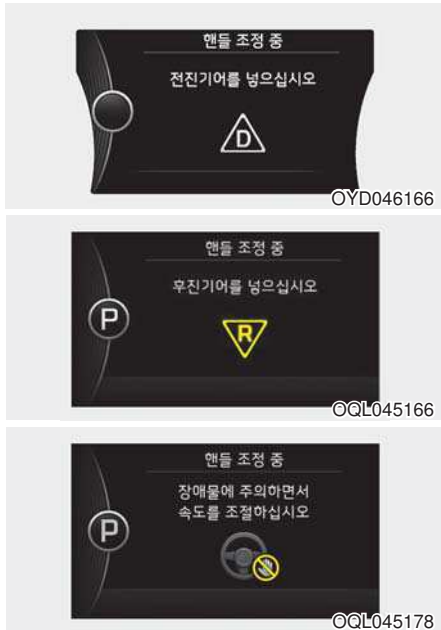 핸들 조정 중
전진기어를 넣으십시오
D
OYD046166
핸들 조정 중
후진기어를 넣으십시오
P
R
OQL045166
핸들 조정 중
장애물에 주의하면서
속도를 조절하십시오
P
OQL045178